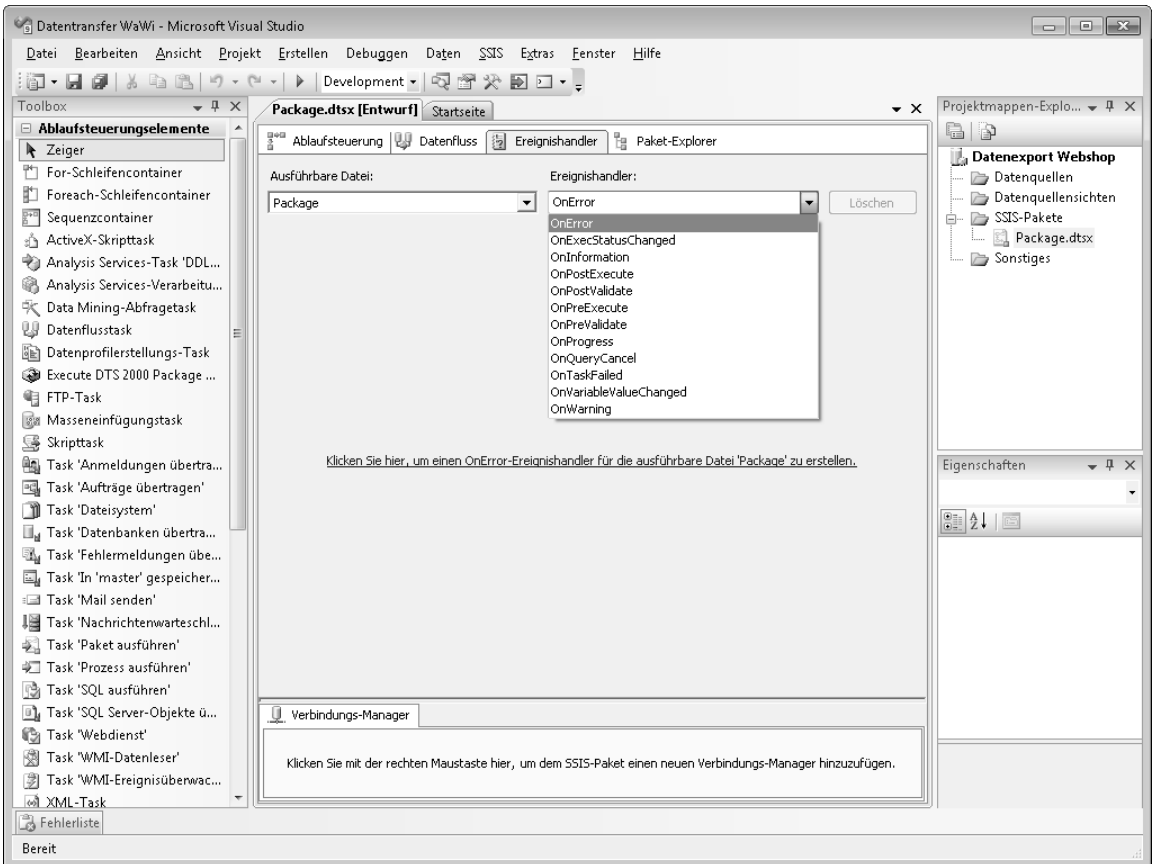 Datentransfer WaWi - Microsoft Visual Studio
Datei Bearbeiten Ansicht Projekt Erstellen Debuggen Daten SSIS Extras Fenster Hilfe
Development
Toolbox
Ablaufsteuerungselemente
Zeiger
For-Schleifencontainer
Foreach-Schleifencontainer
Sequenzcontainer
ActiveX-Skripttask
Analysis Services-Task 'DDL...
Analysis Services-Verarbeitu...
Data Mining-Abfragetask
Datenflusstask
Datenprofilerstellungs-Task
Execute DTS 2000 Package ...
FTP-Task
Masseneinfügungstask
Skripttask
Task 'Anmeldungen übertra...
Task 'Aufträge übertragen'
Task 'Dateisystem'
Task 'Datenbanken übertra...
Task 'Fehlermeldungen übe...
Task 'In 'master' gespeicher...
Task 'Mail senden'
Task 'Nachrichtenwarteschl...
Task 'Paket ausführen'
Task 'Prozess ausführen'
Task 'SQL ausführen'
Task 'SQL Server-Objekte ü...
Task 'Webdienst'
Task 'WMI-Datenleser'
Task 'WMI-Ereignisüberwac...
XML-Task
Package.dtsx [Entwurf] Startseite
Ablaufsteuerung Datenfluss Ereignishandler Paket-Explorer
Ausführbare Datei: Ereignishandler:
Package OnError Löschen
OnError
OnExecStatusChanged
OnInformation
OnPostExecute
OnPostValidate
OnPreExecute
OnPreValidate
OnProgress
OnQueryCancel
OnTaskFailed
OnVariableValueChanged
OnWarning
Klicken Sie hier, um einen OnError-Ereignishandler für die ausführbare Datei 'Package' zu erstellen.
Verbindungs-Manager
Klicken Sie mit der rechten Maustaste hier, um dem SSIS-Paket einen neuen Verbindungs-Manager hinzuzufügen.
Projektmappen-Explo...
Datenexport Webshop
Datenquellen
Datenquellensichten
SSIS-Pakete
Package.dtsx
Sonstiges
Eigenschaften
Fehlerliste
Bereit